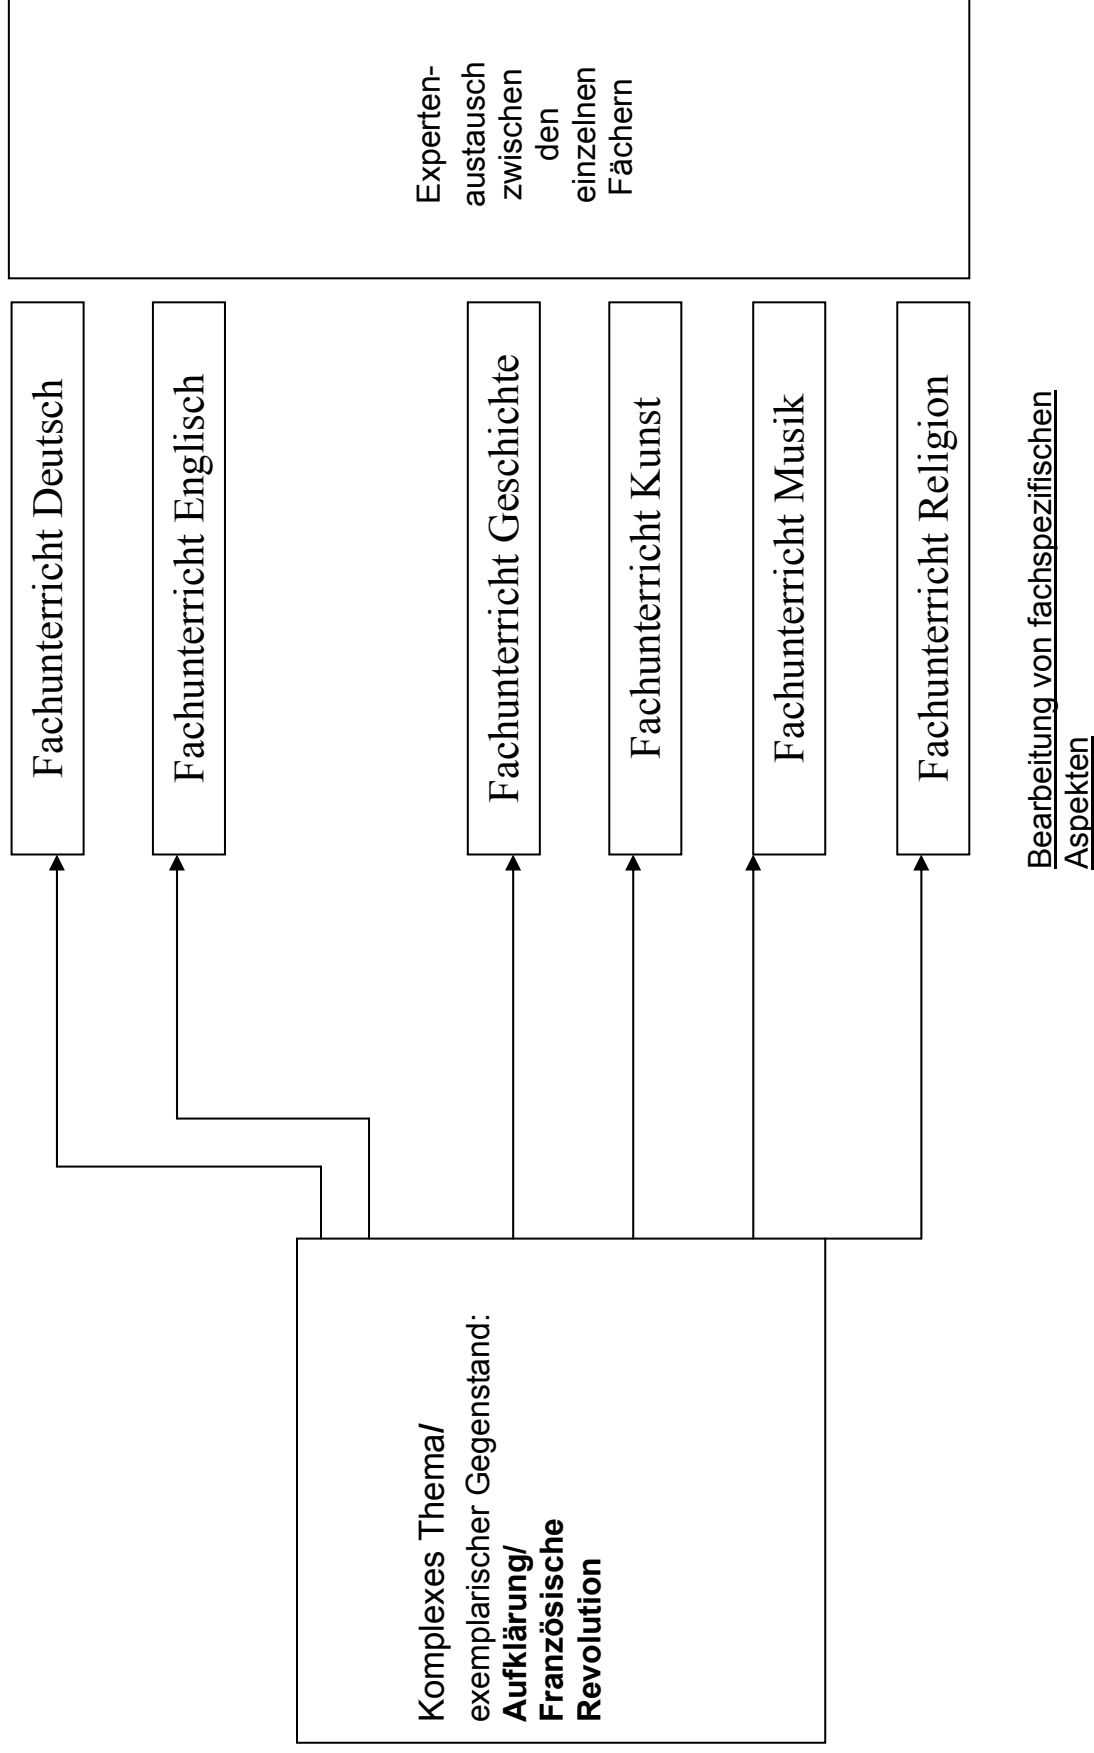 Komplexes Thema/
exemplarischer Gegenstand:
Aufklärung/
Französische
Revolution
Fachunterricht Deutsch
Fachunterricht Englisch
Fachunterricht Geschichte
Fachunterricht Kunst
Fachunterricht Musik
Fachunterricht Religion
Bearbeitung von fachspezifischen
Aspekten
Experten-
austausch
zwischen
den
einzelnen
Fächern